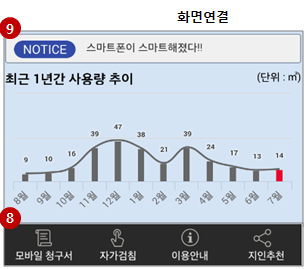 화면연결
9
NOTICE 스마트폰이 스마트해졌다!!
최근 1년간 사용량 추이 (단위 : ㎥)
9 10 16 39 47 38 21 39 24 17 13 14
8월 9월 10월 11월 12월 1월 2월 3월 4월 5월 6월 7월
8
모바일 청구서 자가검침 이용안내 지인추천